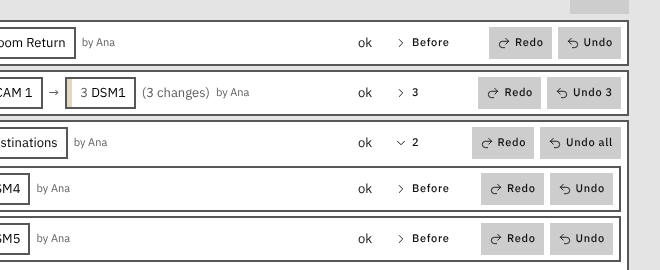 oom Return by Ana ok Before Redo Undo
CAM 1 → 3 DSM1 (3 changes) by Ana ok 3 Redo Undo 3
stinations by Ana ok 2 Redo Undo all
SM4 by Ana ok Before Redo Undo
SM5 by Ana ok Before Redo Undo